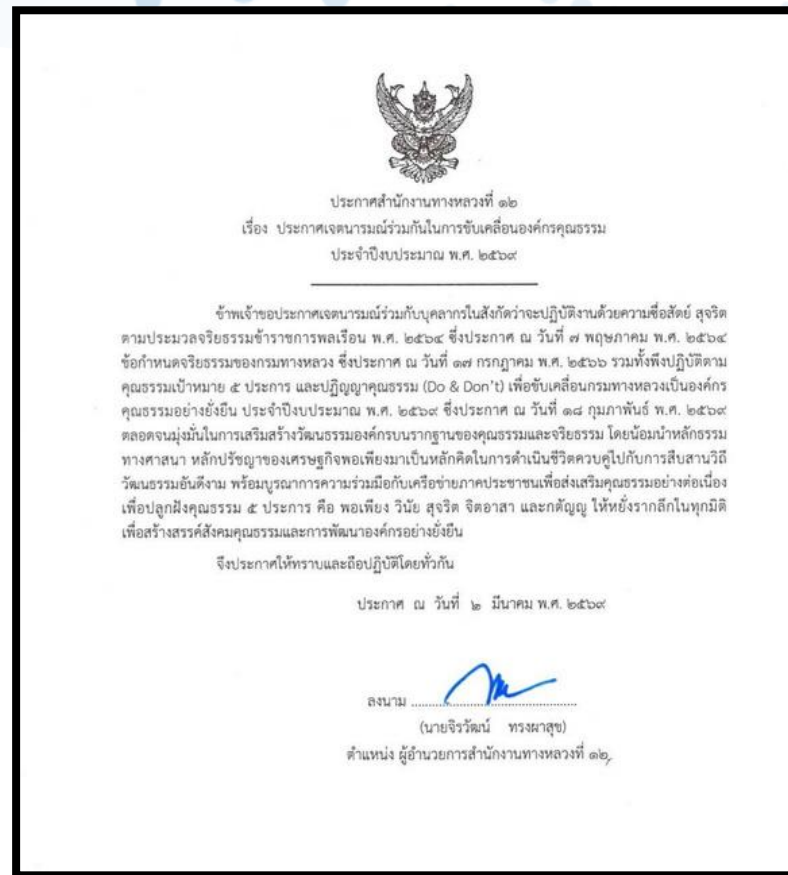 ประกาศสำนักงานทางหลวงที่ ๑๒
เรื่อง ประกาศเจตนารมณ์ร่วมกันในการขับเคลื่อนองค์กรคุณธรรม
ประจำปีงบประมาณ พ.ศ. ๒๕๖๙
ข้าพเจ้าขอประกาศเจตนารมณ์ร่วมกับบุคลากรในสังกัดว่าจะปฏิบัติงานด้วยความซื่อสัตย์ สุจริต
ตามประมวลจริยธรรมข้าราชการพลเรือน พ.ศ. ๒๕๖๔ ซึ่งประกาศ ณ วันที่ ๗ พฤษภาคม พ.ศ. ๒๕๖๔
ข้อกำหนดจริยธรรมของกรมทางหลวง ซึ่งประกาศ ณ วันที่ ๑๗ กรกฎาคม พ.ศ. ๒๕๖๖ รวมทั้งพึงปฏิบัติตาม
คุณธรรมเป้าหมาย ๕ ประการ และปฏิญญาคุณธรรม (Do & Don't) เพื่อขับเคลื่อนกรมทางหลวงเป็นองค์กร
คุณธรรมอย่างยั่งยืน ประจำปีงบประมาณ พ.ศ. ๒๕๖๙ ซึ่งประกาศ ณ วันที่ ๑๘ กุมภาพันธ์ พ.ศ. ๒๕๖๙
ตลอดจนมุ่งมั่นในการเสริมสร้างวัฒนธรรมองค์กรบนรากฐานของคุณธรรมและจริยธรรม โดยน้อมนำหลักธรรม
ทางศาสนา หลักปรัชญาของเศรษฐกิจพอเพียงมาเป็นหลักคิดในการดำเนินชีวิตควบคู่ไปกับการสืบสานวิถี
วัฒนธรรมอันดีงาม พร้อมบูรณาการความร่วมมือกับเครือข่ายภาคประชาชนเพื่อส่งเสริมคุณธรรมอย่างต่อเนื่อง
เพื่อปลูกฝังคุณธรรม ๕ ประการ คือ พอเพียง วินัย สุจริต จิตอาสา และกตัญญู ให้หยั่งรากลึกในทุกมิติ
เพื่อสร้างสรรค์สังคมคุณธรรมและการพัฒนาองค์กรอย่างยั่งยืน
จึงประกาศให้ทราบและถือปฏิบัติโดยทั่วกัน
ประกาศ ณ วันที่ ๒ มีนาคม พ.ศ. ๒๕๖๙
ลงนาม
(นายจิรวัฒน์ ทรงผาสุข)
ตำแหน่ง ผู้อำนวยการสำนักงานทางหลวงที่ ๑๒